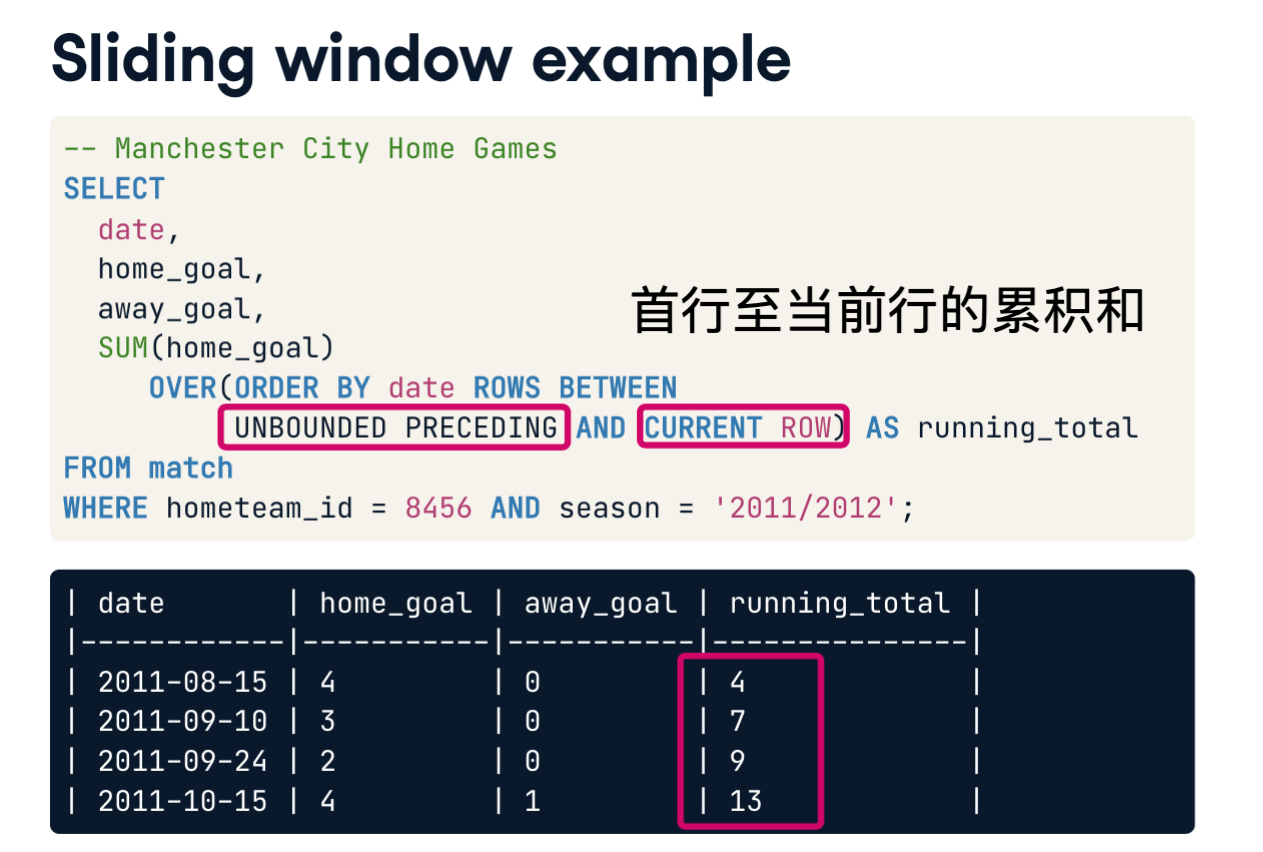 Sliding window example
-- Manchester City Home Games
SELECT
date,
home_goal,
away_goal,
首行至当前行的累积和
SUM(home_goal)
OVER(ORDER BY date ROWS BETWEEN
UNBOUNDED PRECEDING AND CURRENT ROW) AS running_total
FROM match
WHERE hometeam_id = 8456 AND season = '2011/2012';
| date | home_goal | away_goal | running_total |
|------------|-----------|-----------|---------------|
| 2011-08-15 | 4 | 0 | 4 |
| 2011-09-10 | 3 | 0 | 7 |
| 2011-09-24 | 2 | 0 | 9 |
| 2011-10-15 | 4 | 1 | 13 |